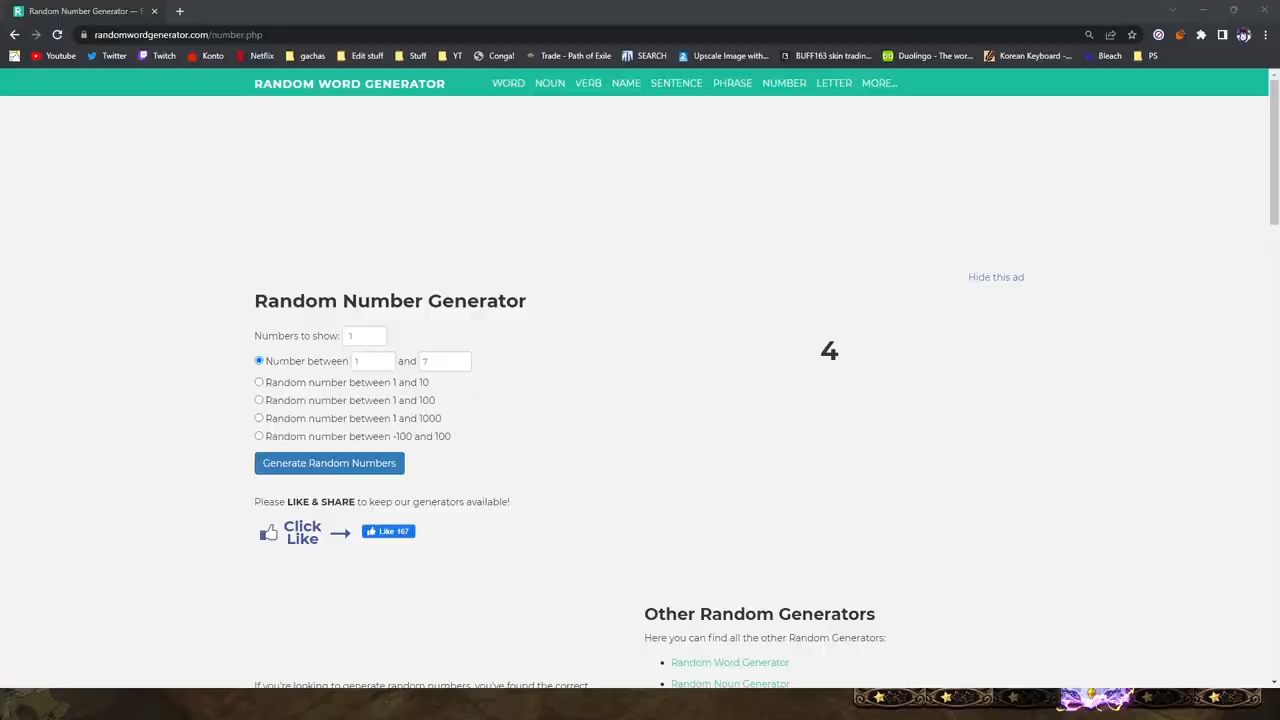 Random Number Generator — E
randomwordgenerator.com/number.php
Youtube
Twitter
Twitch
Konto
Netflix
gachas
Edit stuff
Stuff
YT
Conga!
Trade - Path of Exile
SEARCH
Upscale Image with...
BUFF163 skin tradin...
Duolingo - The wor...
Korean Keyboard -...
Bleach
PS
RANDOM WORD GENERATOR
WORD NOUN VERB NAME SENTENCE PHRASE NUMBER LETTER MORE...
Hide this ad
Random Number Generator
Numbers to show: 1
Number between 1 and 7
4
Random number between 1 and 10
Random number between 1 and 100
Random number between 1 and 1000
Random number between -100 and 100
Generate Random Numbers
Please LIKE & SHARE to keep our generators available!
Click
Like
Like 167
Other Random Generators
Here you can find all the other Random Generators:
Random Word Generator
Random Noun Generator
If you're looking to generate random numbers, you've found the correct